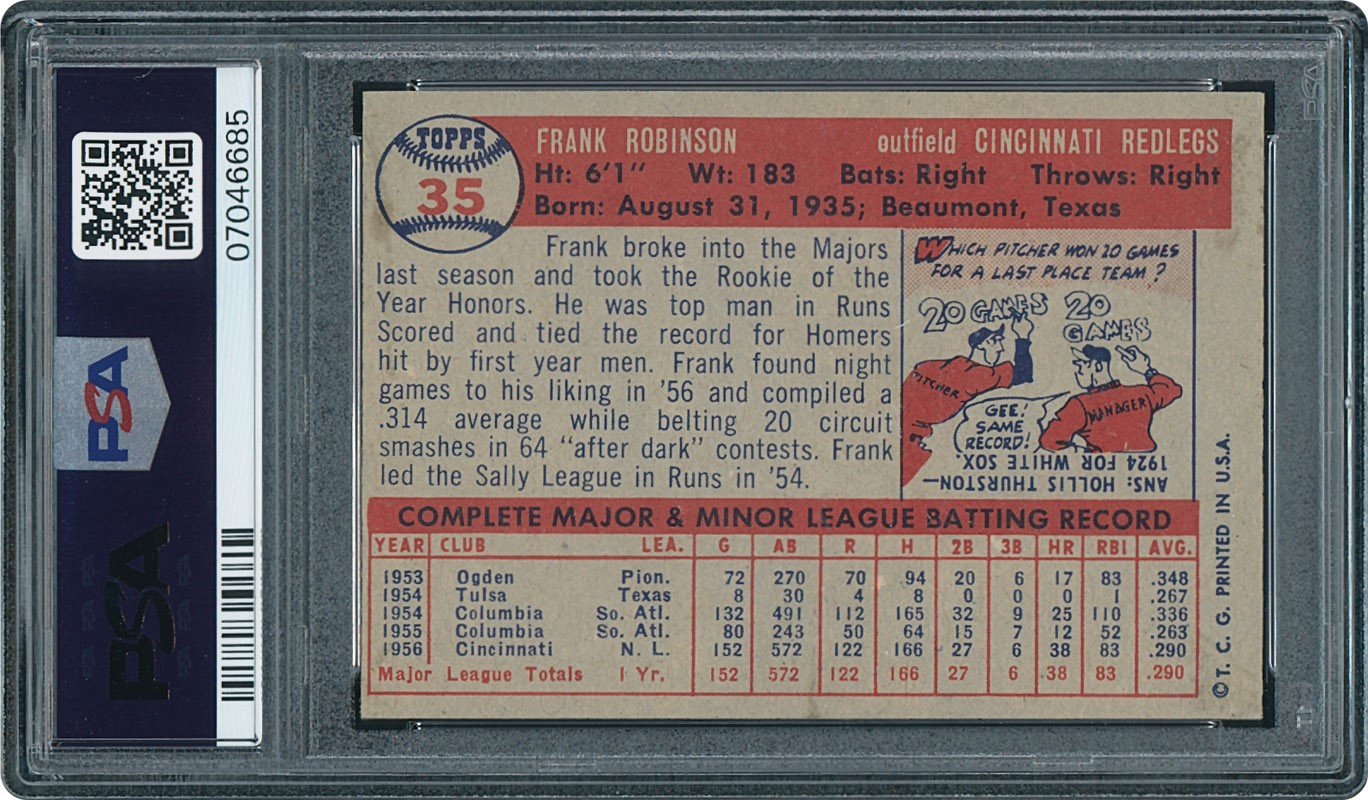 07046685
PSA
PSA
TOPPS
35
FRANK ROBINSON outfield CINCINNATI REDLEGS
Ht: 6'1" Wt: 183 Bats: Right Throws: Right
Born: August 31, 1935; Beaumont, Texas
Frank broke into the Majors
last season and took the Rookie of the
Year Honors. He was top man in Runs
Scored and tied the record for Homers
hit by first year men. Frank found night
games to his liking in '56 and compiled a
.314 average while belting 20 circuit
smashes in 64 "after dark" contests. Frank
led the Sally League in Runs in '54.
WHICH PITCHER WON 20 GAMES
FOR A LAST PLACE TEAM?
20 GAMES 20
GAMES
PITCHER
MANAGER
GEE!
SAME
RECORD!
ANS: HOLLIS THURSTON—
1924 FOR WHITE SOX.
COMPLETE MAJOR & MINOR LEAGUE BATTING RECORD
YEAR CLUB LEA. G AB R H 2B 3B HR RBI AVG.
1953 Ogden Pion. 72 270 70 94 20 6 17 83 .348
1954 Tulsa Texas 8 30 4 8 0 0 0 1 .267
1954 Columbia So. Atl. 132 491 112 165 32 9 25 110 .336
1955 Columbia So. Atl. 80 243 50 64 15 7 12 52 .263
1956 Cincinnati N. L. 152 572 122 166 27 6 38 83 .290
Major League Totals 1 Yr. 152 572 122 166 27 6 38 83 .290
© T. C. G. PRINTED IN U.S.A.
PSA